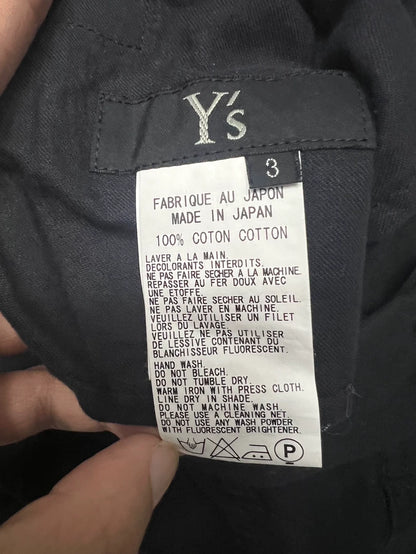 Y's
3
FABRIQUE AU JAPON
MADE IN JAPAN
100% COTON COTTON
LAVER A LA MAIN.
DECOLORANTS INTERDITS.
NE PAS FAIRE SECHER A LA MACHINE.
REPASSER AU FER DOUX AVEC
UNE ETOFFE.
NE PAS FAIRE SECHER AU SOLEIL.
NE PAS LAVER EN MACHINE.
VEUILLEZ UTILISER UN FILET
LORS DU LAVAGE.
VEUILLEZ NE PAS UTILISER
DE LESSIVE CONTENANT DU
BLANCHISSEUR FLUORESCENT.
HAND WASH.
DO NOT BLEACH.
DO NOT TUMBLE DRY.
WARM IRON WITH PRESS CLOTH.
LINE DRY IN SHADE.
DO NOT MACHINE WASH.
PLEASE USE A CLEANING NET.
DO NOT USE ANY WASH POWDER
WITH FLUORESCENT BRIGHTENER.
P